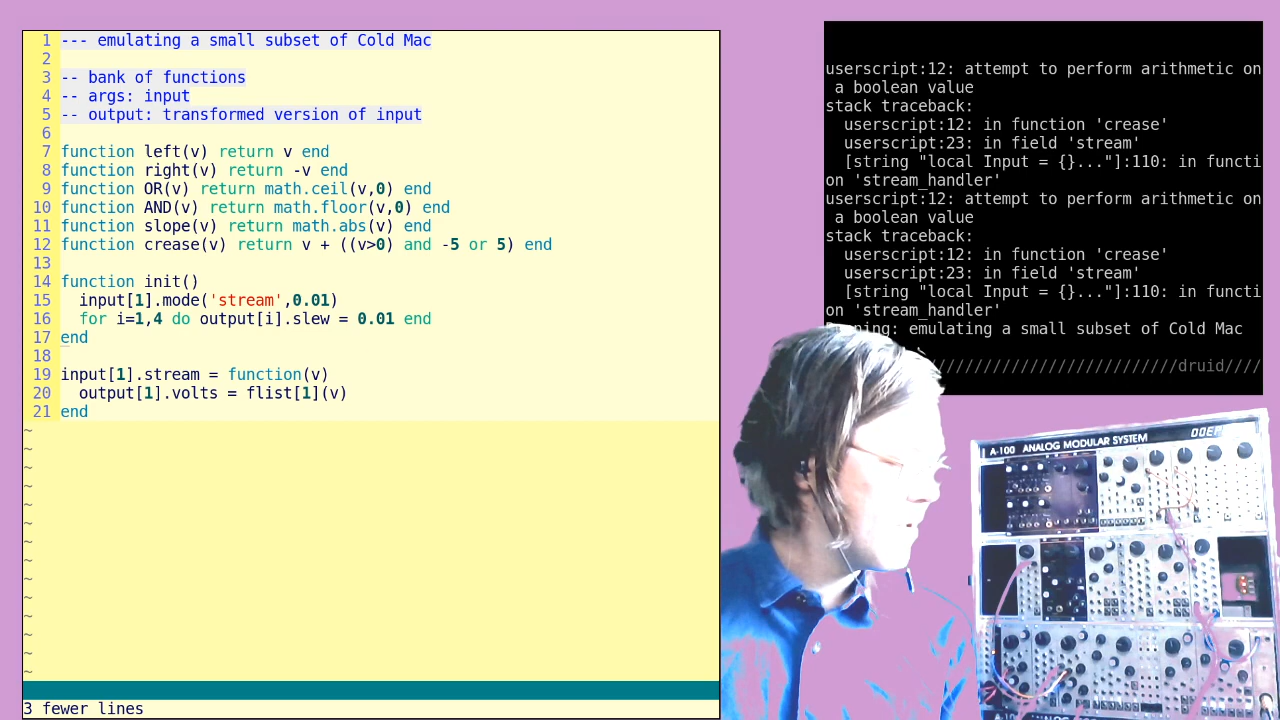 1 --- emulating a small subset of Cold Mac
2
3 -- bank of functions
4 -- args: input
5 -- output: transformed version of input
6
7 function left(v) return v end
8 function right(v) return -v end
9 function OR(v) return math.ceil(v,0) end
10 function AND(v) return math.floor(v,0) end
11 function slope(v) return math.abs(v) end
12 function crease(v) return v + ((v>0) and -5 or 5) end
13
14 function init()
15   input[1].mode('stream',0.01)
16   for i=1,4 do output[i].slew = 0.01 end
17 end
18
19 input[1].stream = function(v)
20   output[1].volts = flist[1](v)
21 end
~
~
~
~
~
~
~
~
~
~
~
~
~
~
3 fewer lines
userscript:12: attempt to perform arithmetic on
 a boolean value
stack traceback:
  userscript:12: in function 'crease'
  userscript:23: in field 'stream'
  [string "local Input = {}..."]:110: in functi
on 'stream_handler'
userscript:12: attempt to perform arithmetic on
 a boolean value
stack traceback:
  userscript:12: in function 'crease'
  userscript:23: in field 'stream'
  [string "local Input = {}..."]:110: in functi
on 'stream_handler'
emulating a small subset of Cold Mac
///////////////////////////druid////
A-100 ANALOG MODULAR SYSTEM